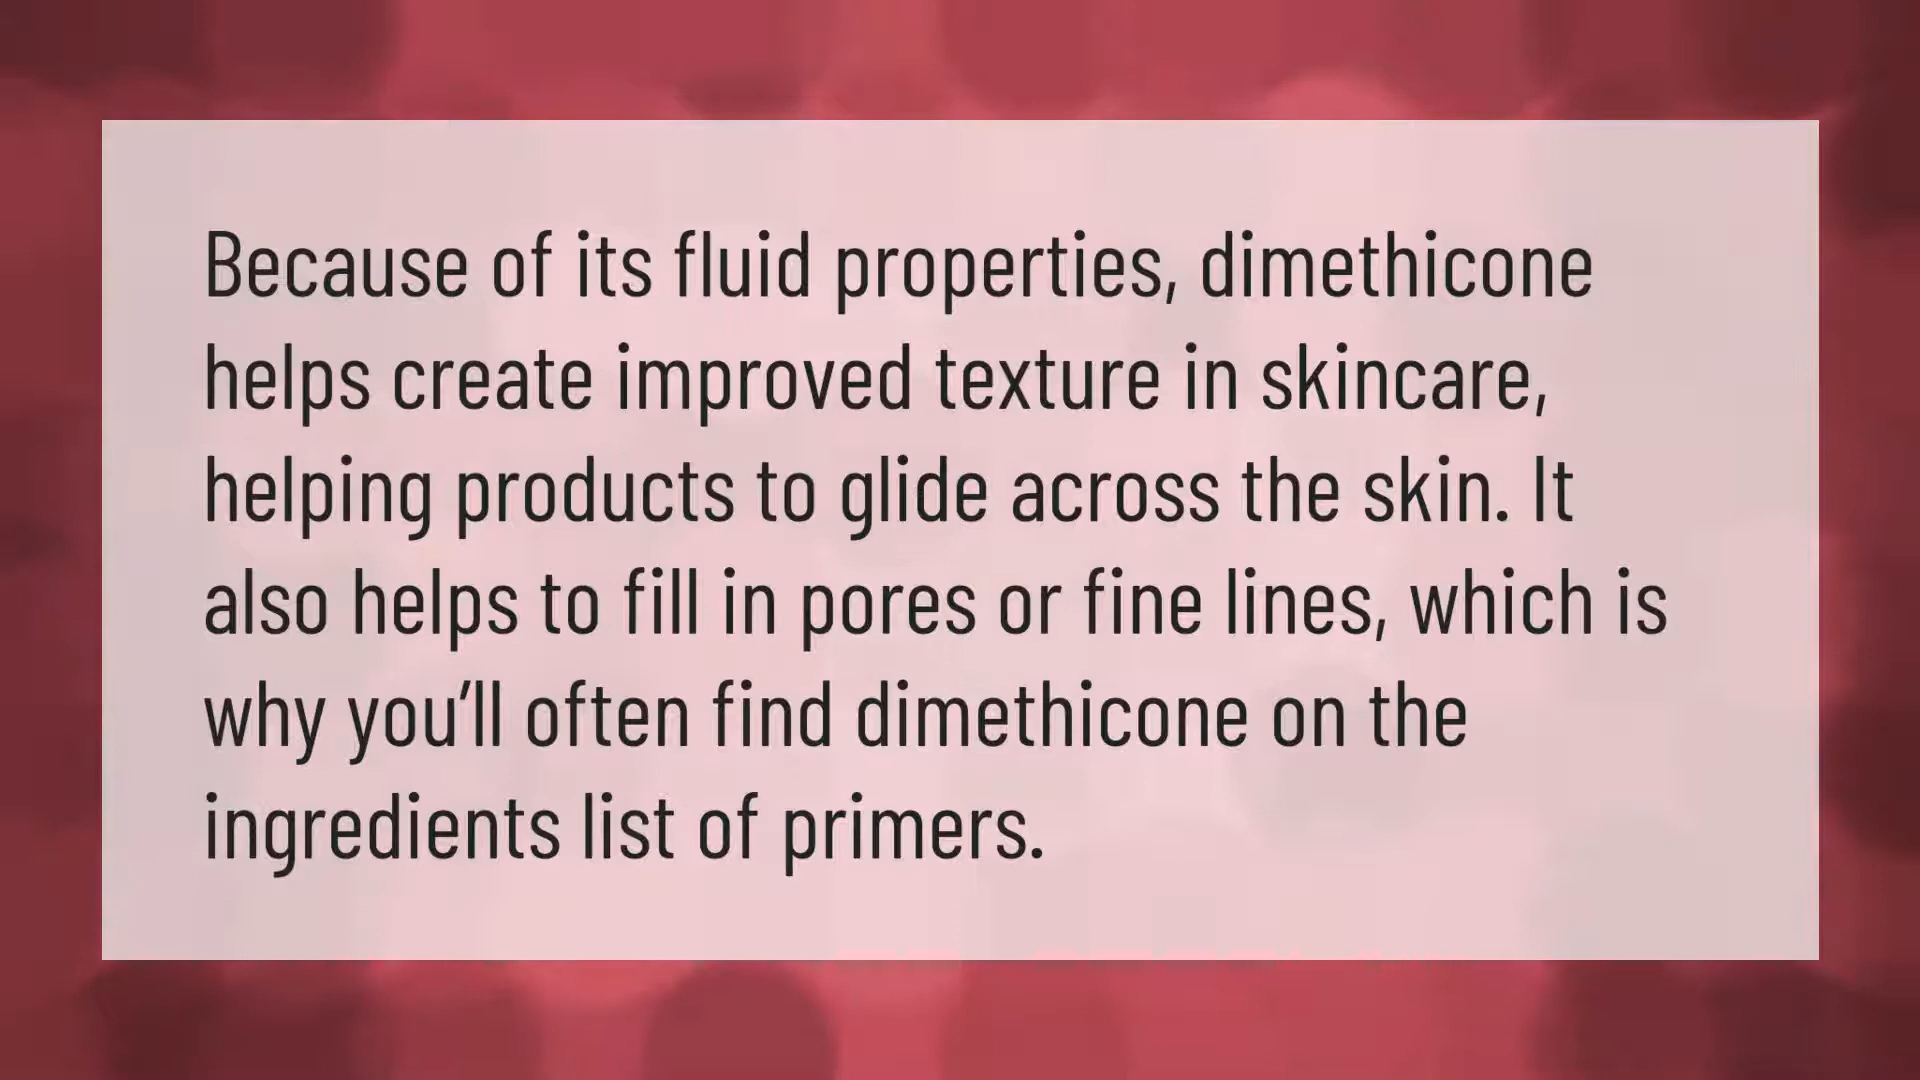 Because of its fluid properties, dimethicone
helps create improved texture in skincare,
helping products to glide across the skin. It
also helps to fill in pores or fine lines, which is
why you’ll often find dimethicone on the
ingredients list of primers.